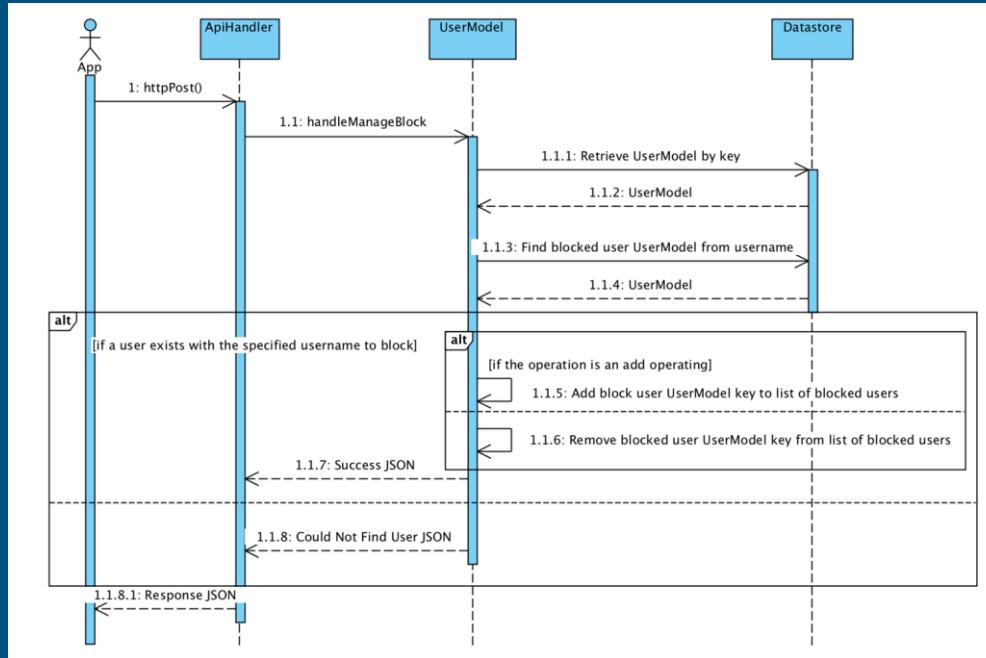 App
ApiHandler
UserModel
Datastore
1: httpPost()
1.1: handleManageBlock
1.1.1: Retrieve UserModel by key
1.1.2: UserModel
1.1.3: Find blocked user UserModel from username
1.1.4: UserModel
alt
[if a user exists with the specified username to block]
alt
[if the operation is an add operating]
1.1.5: Add block user UserModel key to list of blocked users
1.1.6: Remove blocked user UserModel key from list of blocked users
1.1.7: Success JSON
1.1.8: Could Not Find User JSON
1.1.8.1: Response JSON